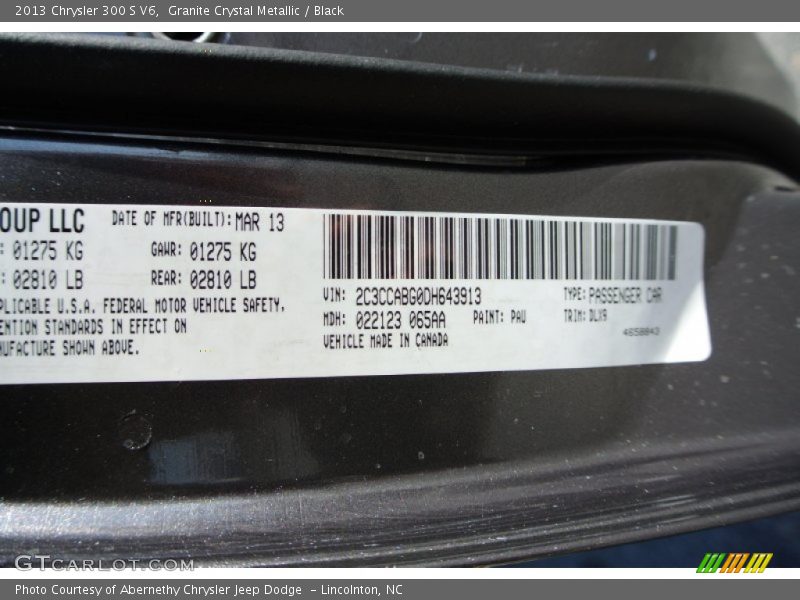 2013 Chrysler 300 S V6, Granite Crystal Metallic / Black
OUP LLC DATE OF MFR(BUILT): MAR 13
: 01275 KG GAWR: 01275 KG
: 02810 LB REAR: 02810 LB
PLICABLE U.S.A. FEDERAL MOTOR VEHICLE SAFETY,
ENTION STANDARDS IN EFFECT ON
NUFACTURE SHOWN ABOVE.
VIN: 2C3CCABG0DH643913 TYPE: PASSENGER CAR
MDH: 022123 065AA PAINT: PAU TRIM: DLX9
VEHICLE MADE IN CANADA
4658843
GTcarlot.com
Photo Courtesy of Abernethy Chrysler Jeep Dodge – Lincolnton, NC